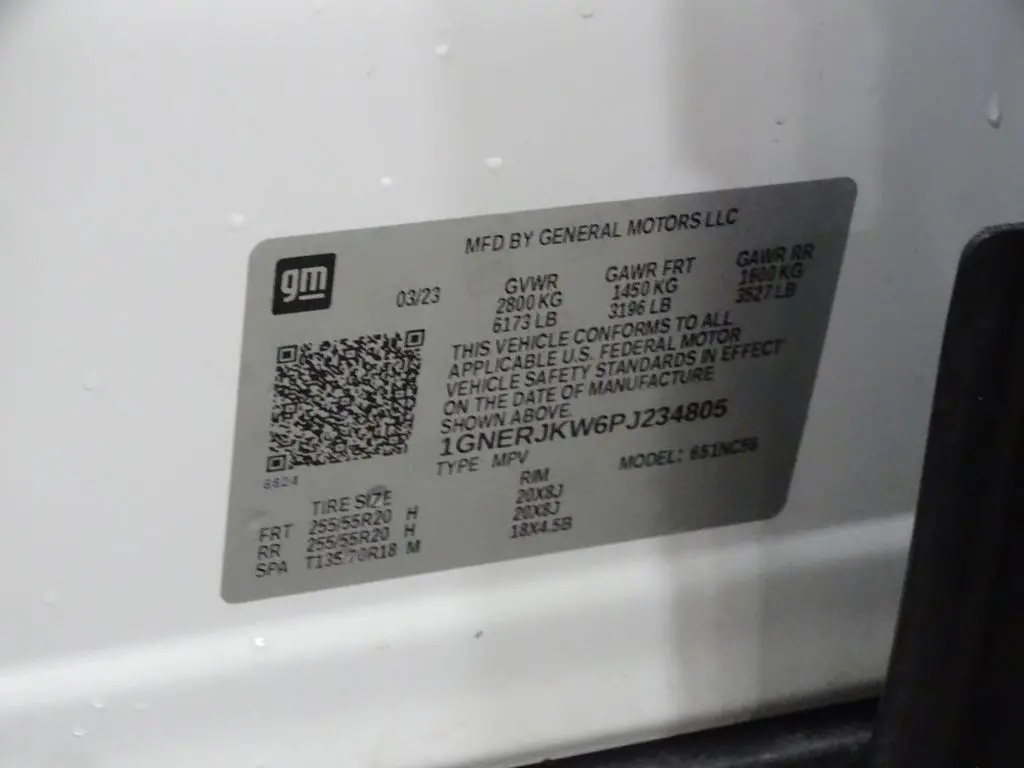 gm
MFD BY GENERAL MOTORS LLC
03/23
GVWR GAWR FRT GAWR RR
2800 KG 1450 KG 1600 KG
6173 LB 3196 LB 3527 LB
THIS VEHICLE CONFORMS TO ALL
APPLICABLE U.S. FEDERAL MOTOR
VEHICLE SAFETY STANDARDS IN EFFECT
ON THE DATE OF MANUFACTURE
SHOWN ABOVE.
1GNERJKW6PJ234805
TYPE: MPV MODEL:
TIRE SIZE RIM
FRT 255/55R20 H 20X8J
RR 255/55R20 H 20X8J
SPA T135/70R18 M 18X4.5B